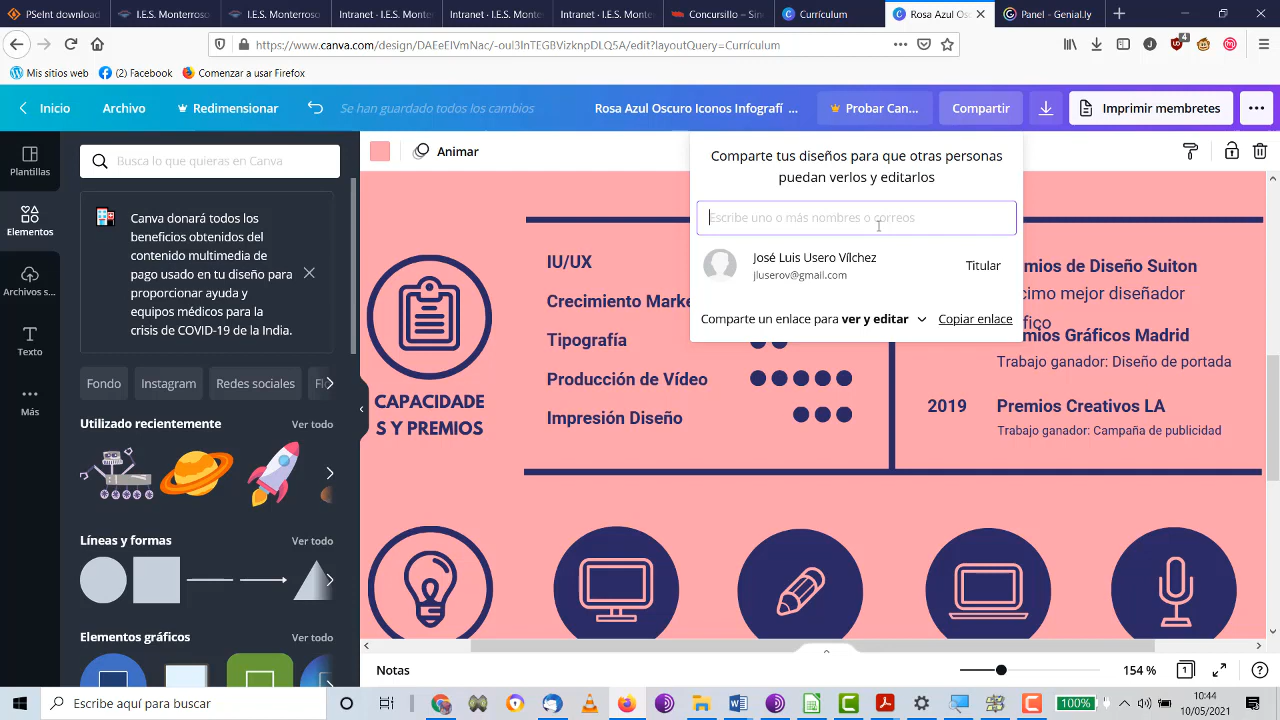 PSeInt downlo
I.E.S. Monterroso
I.E.S. Monterroso
Intranet — I.E.S. M
Intranet — I.E.S. M
Intranet — I.E.S. M
Concursillo – Sin
Currículum
Rosa Azul Os
Panel - Genial.ly
https://www.canva.com/design/DAEeEIVmNac/-ouI3InTEGBVizknpDLQ5A/edit?layoutQuery_Currículum
4
Mis sitios web
(2) Facebook
Comenzar a usar Firefox
Inicio
Archivo
Redimensionar
Se han guardado todos los cambios
Rosa Azul Oscuro Iconos Infografí ...
Probar Can...
Compartir
Imprimir membretes
Plantillas
Elementos
Archivos s...
Texto
Más
Busca lo que quieras en Canva
Canva donará todos los
beneficios obtenidos del
contenido multimedia de
pago usado en tu diseño para
proporcionar ayuda y
equipos médicos para la
crisis de COVID-19 de la India.
Fondo
Instagram
Redes sociales
Utilizado recientemente
Ver todo
Líneas y formas
Ver todo
Elementos gráficos
Ver todo
Animar
Comparte tus diseños para que otras personas
puedan verlos y editarlos
Escribe uno o más nombres o correos
José Luis Usero Vílchez
jluserov@gmail.com
Titular
Comparte un enlace para ver y editar
Copiar enlace
CAPACIDADE
S Y PREMIOS
IU/UX
Crecimiento Marke
Tipografía
Producción de Vídeo
Impresión Diseño
mios de Diseño Suiton
cimo mejor diseñador
fico
mios Gráficos Madrid
Trabajo ganador: Diseño de portada
2019
Premios Creativos LA
Trabajo ganador: Campaña de publicidad
Notas
154 %
1
Escribe aquí para buscar
100%
10:44
10/05/2021